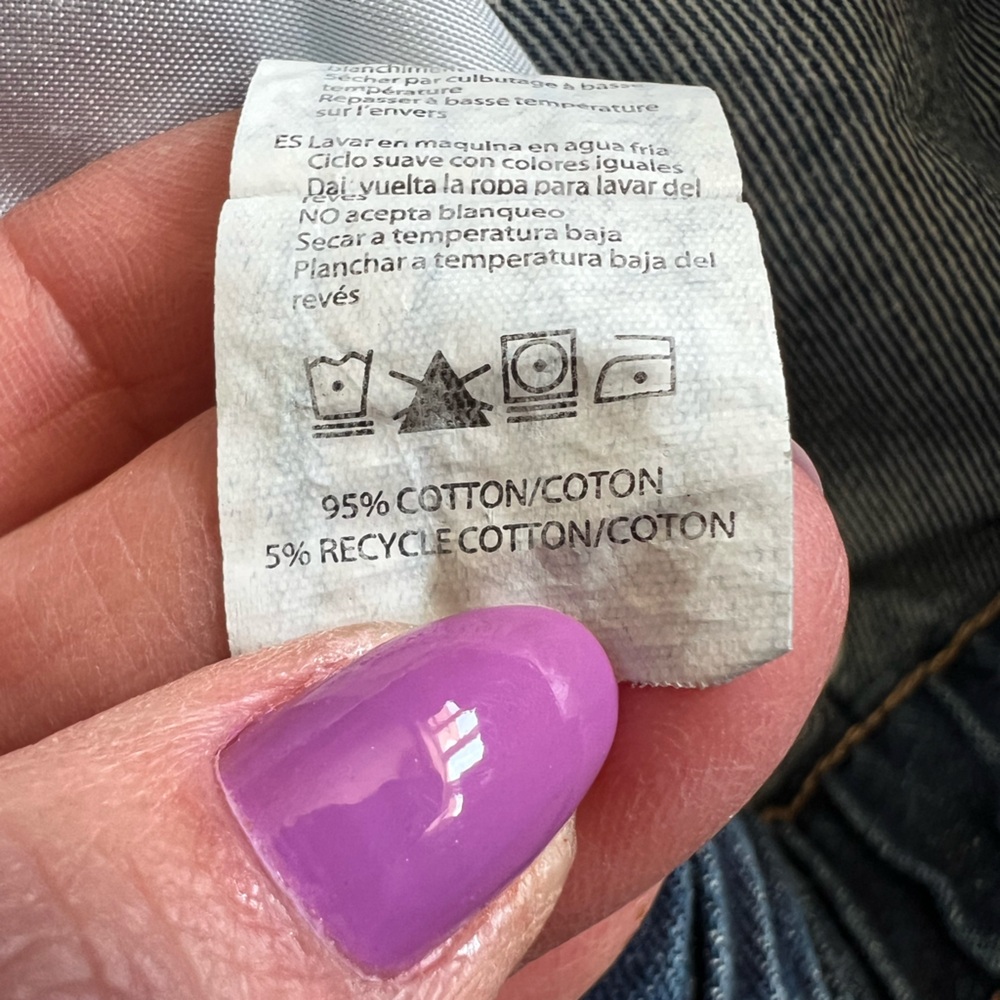 blanchiment
Sécher par culbutage à basse
température
Repasser à basse température
sur l'envers
ES Lavar en maquina en agua fria
Ciclo suave con colores iguales
Dal vuelta la ropa para lavar del
revés
NO acepta blanqueo
Secar a temperatura baja
Planchar a temperatura baja del
revés
95% COTTON/COTON
5% RECYCLE COTTON/COTON